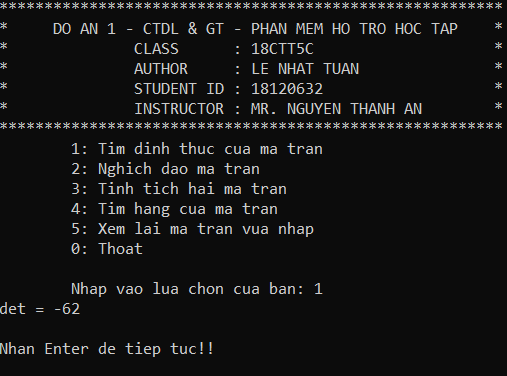 ********************************************************
* DO AN 1 - CTDL & GT - PHAN MEM HO TRO HOC TAP *
* CLASS : 18CTT5C *
* AUTHOR : LE NHAT TUAN *
* STUDENT ID : 18120632 *
* INSTRUCTOR : MR. NGUYEN THANH AN *
********************************************************
1: Tim dinh thuc cua ma tran
2: Nghich dao ma tran
3: Tinh tich hai ma tran
4: Tim hang cua ma tran
5: Xem lai ma tran vua nhap
0: Thoat
Nhap vao lua chon cua ban: 1
det = -62
Nhan Enter de tiep tuc!!